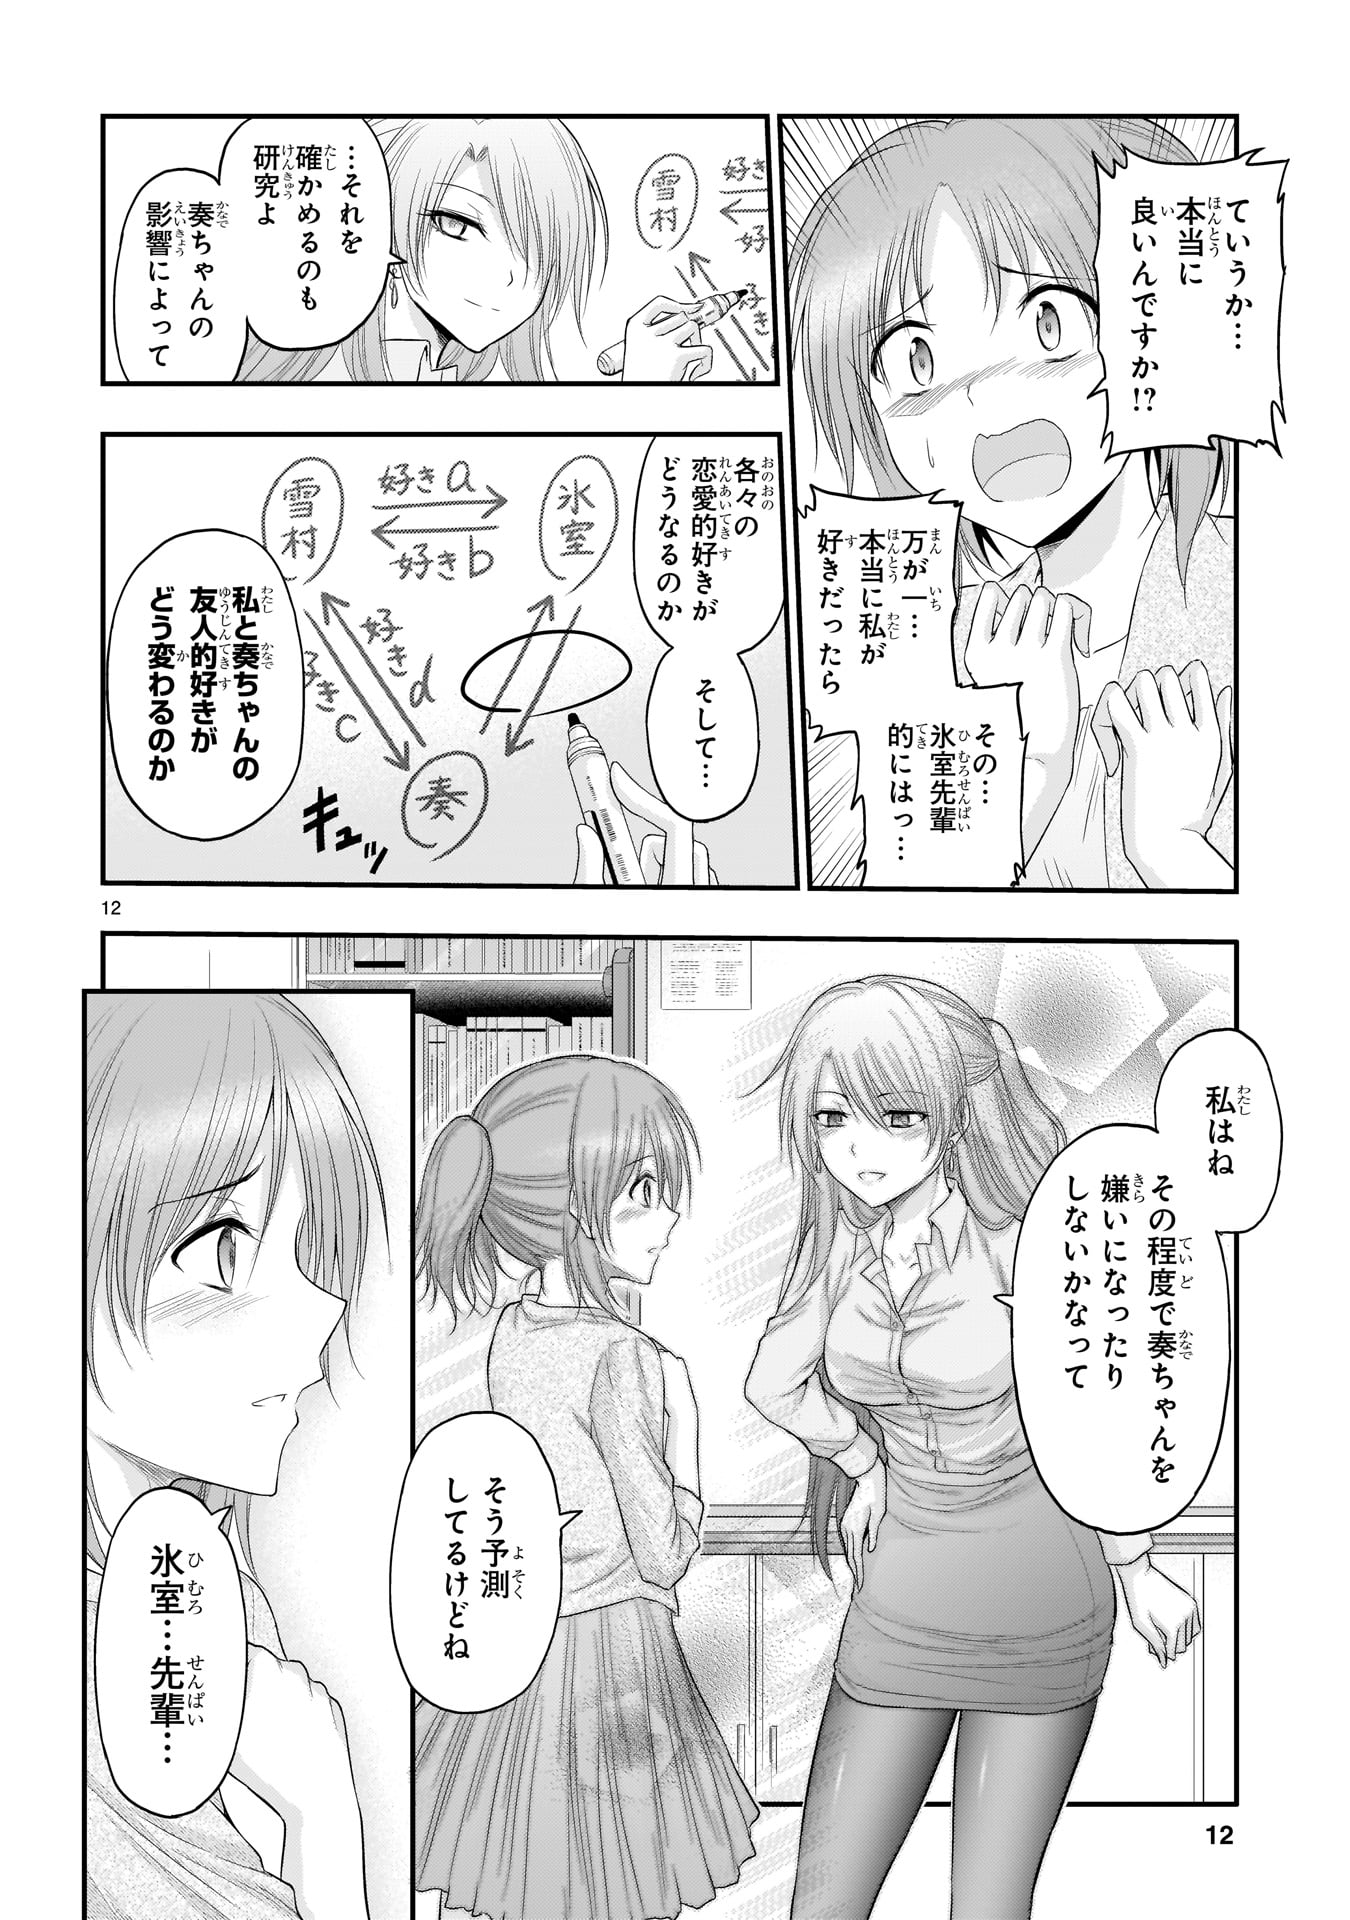 ていうか…
本当に
良いんですか!?
万が一…
本当に私が
好きだったら
その…
氷室先輩
的にはっ…
…それを
確かめるのも
研究よ
奏ちゃんの
影響によって
雪村
好き
好
好き
各々の
恋愛的好きが
どうなるのか
そして…
氷室
雪村
好きa
好きb
好きd
好きc
奏
キュッ
私と奏ちゃんの
友人的好きが
どう変わるのか
12
私はね
その程度で奏ちゃんを
嫌いになったり
しないかなって
そう予測
してるけどね
氷室…先輩…
12